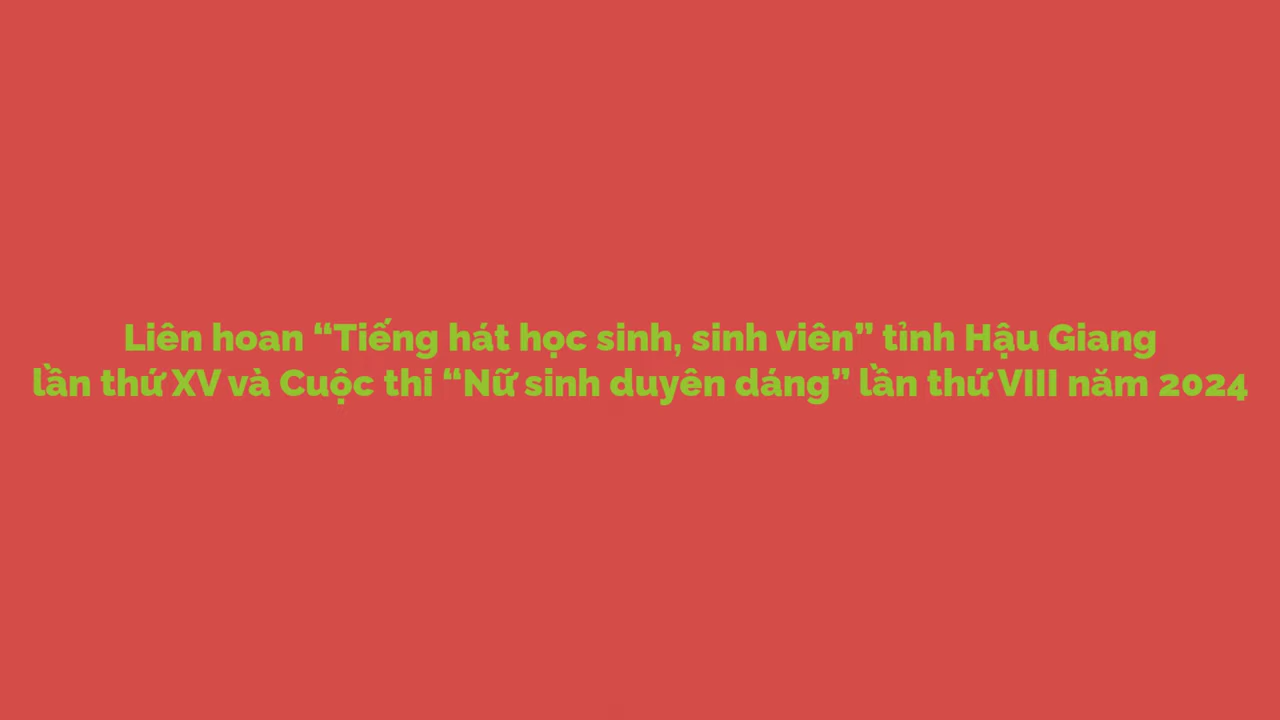 Liên hoan “Tiếng hát học sinh, sinh viên” tỉnh Hậu Giang
lần thứ XV và Cuộc thi “Nữ sinh duyên dáng” lần thứ VIII năm 2024